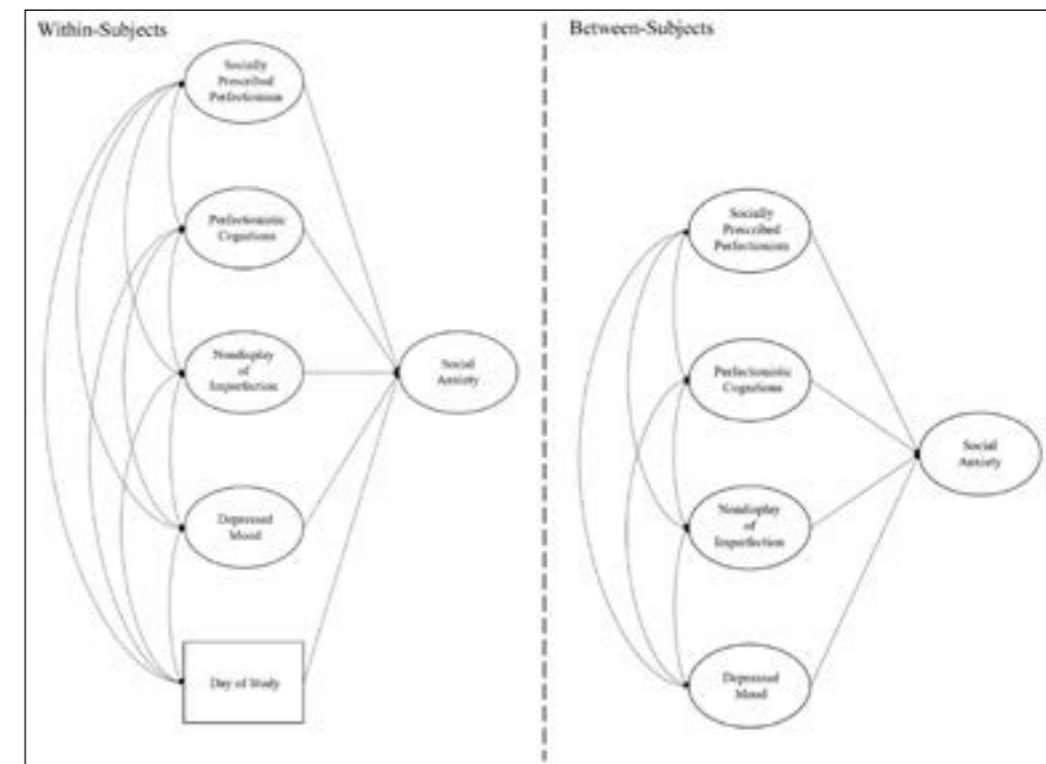 Within-Subjects
Socially
Prescribed
Perfectionism
Perfectionistic
Cognitions
Nondisplay
of
Imperfection
Social
Anxiety
Depressed
Mood
Day of Study
Between-Subjects
Socially
Prescribed
Perfectionism
Perfectionistic
Cognitions
Social
Anxiety
Nondisplay
of
Imperfection
Depressed
Mood